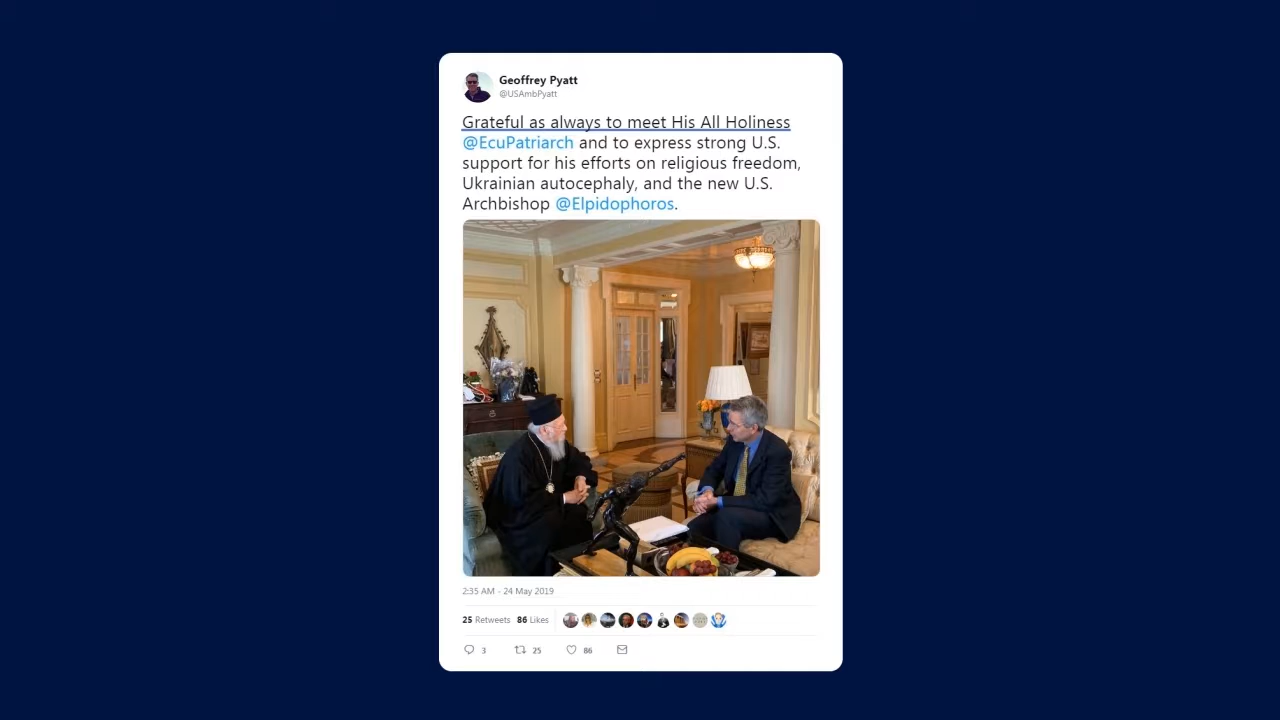 Geoffrey Pyatt
@USAmbPyatt
Grateful as always to meet His All Holiness
@EcuPatriarch and to express strong U.S.
support for his efforts on religious freedom,
Ukrainian autocephaly, and the new U.S.
Archbishop @Elpidophoros.
2:35 AM - 24 May 2019
25 Retweets 86 Likes
3 25 86